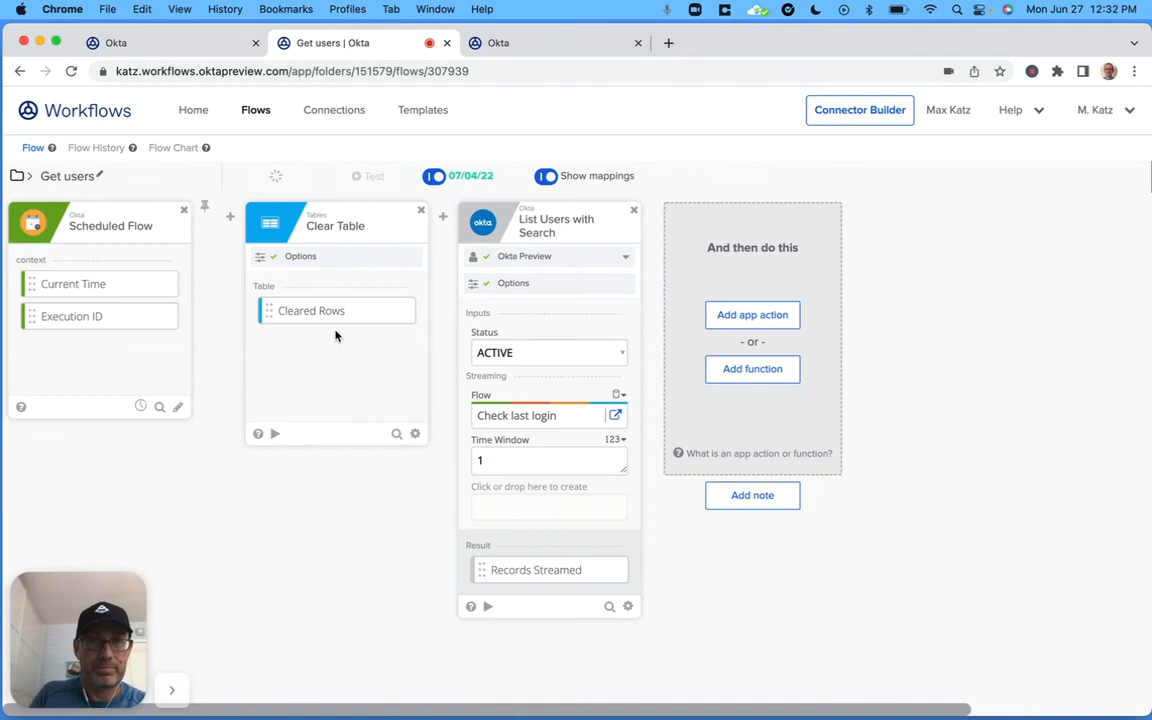 Chrome File Edit View History Bookmarks Profiles Tab Window Help Mon Jun 27 12:32 PM
Okta Get users | Okta Okta
katz.workflows.oktapreview.com/app/folders/151579/flows/307939
Workflows Home Flows Connections Templates Connector Builder Max Katz Help M. Katz
Flow Flow History Flow Chart
Get users Test 07/04/22 Show mappings
Okta
Scheduled Flow
context
Current Time
Execution ID
Tables
Clear Table
Options
Table
Cleared Rows
Okta
List Users with
Search
Okta Preview
Options
Inputs
Status
ACTIVE
Streaming
Flow
Check last login
Time Window 123
1
Click or drop here to create
Result
Records Streamed
And then do this
Add app action
- or -
Add function
What is an app action or function?
Add note
okta